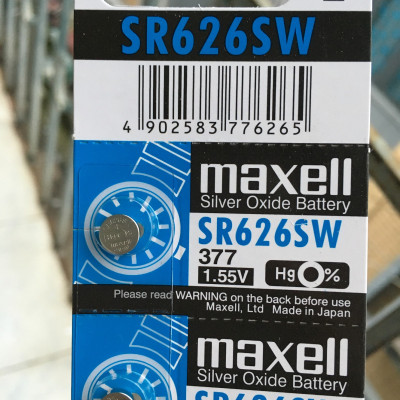 SR626SW
4 902583 776265
maxell
Silver Oxide Battery
SR626SW
377
1.55V
Hg 0%
Please read WARNING on the back before use
Maxell, Ltd Made in Japan
maxell
Silver Oxide Battery
SR626SW